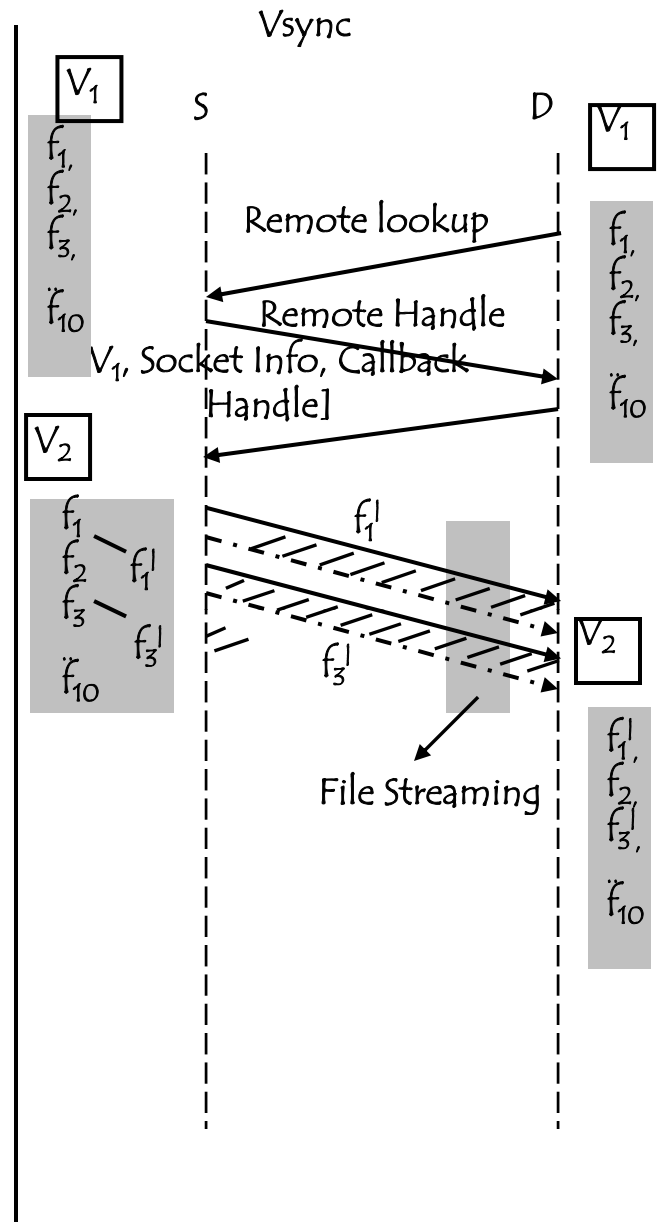 Vsync
V1
S
D
V1
f1,
f2,
f3,
..
f10
Remote lookup
Remote Handle
V1, Socket Info, Callback
Handle]
f1,
f2,
f3,
..
f10
V2
f1
f2
f3
..
f10
f1|
f3|
f1|
f3|
File Streaming
V2
f1|,
f2,
f3|,
..
f10